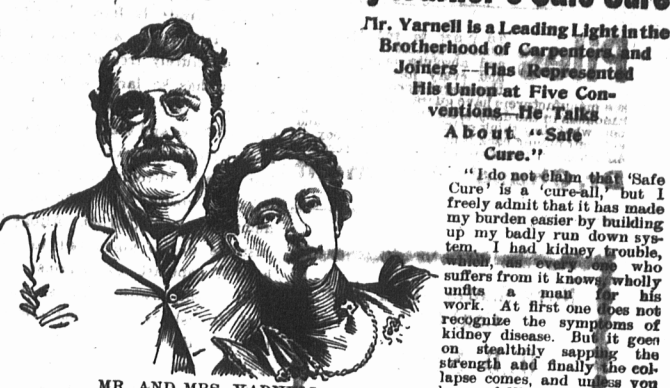 Safe Cure
Mr. Yarnell is a Leading Light in the
Brotherhood of Carpenters and
Joiners—Has Represented
His Union at Five Con-
ventions—He Talks
About "Safe
Cure."
"I do not claim that 'Safe
Cure' is a 'cure-all,' but I
freely admit that it has made
my burden easier by building
up my badly run down sys-
tem. I had kidney trouble,
which, as every one who
suffers from it knows, wholly
unfits a man for his
work. At first one does not
recognize the symptoms of
kidney disease. But it goes
on stealthily sapping the
strength and finally the col-
lapse comes, and unless you
MR. AND MRS.